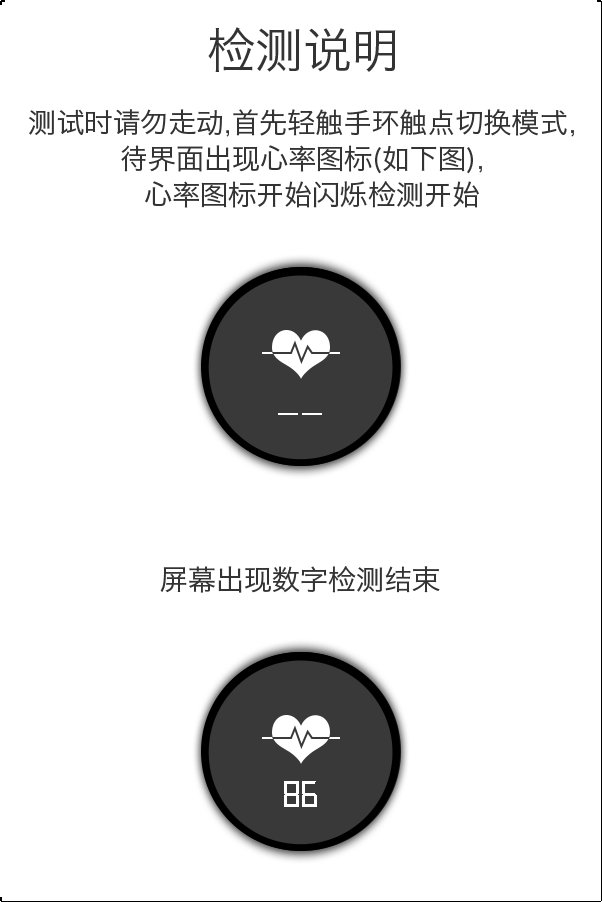 检测说明
测试时请勿走动,首先轻触手环触点切换模式,
待界面出现心率图标(如下图),
心率图标开始闪烁检测开始
——
屏幕出现数字检测结束
86